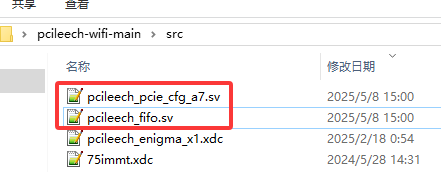 共享
查看
pcileech-wifi-main › src
名称 修改日期
pcileech_pcie_cfg_a7.sv 2025/5/8 15:00
pcileech_fifo.sv 2025/5/8 15:00
pcileech_enigma_x1.xdc 2025/2/18 0:54
75immt.xdc 2024/5/28 14:31